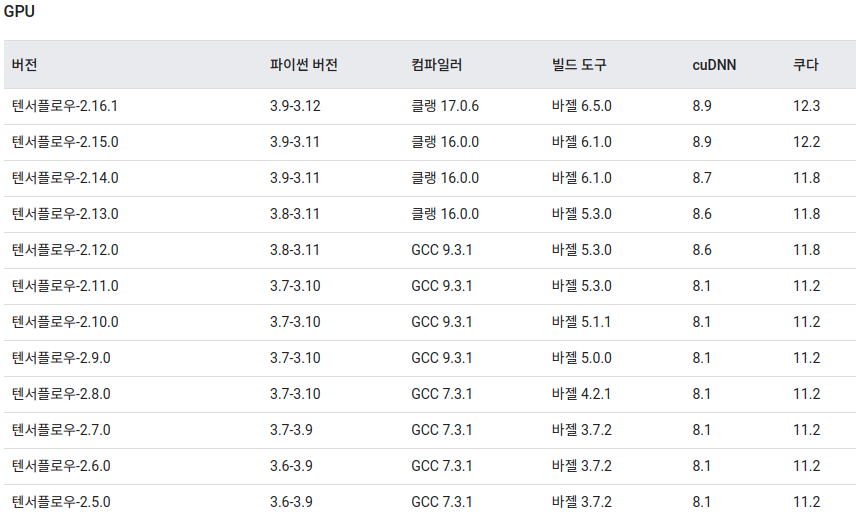 GPU
버전 파이썬 버전 컴파일러 빌드 도구 cuDNN 쿠다
텐서플로우-2.16.1 3.9-3.12 클랭 17.0.6 바젤 6.5.0 8.9 12.3
텐서플로우-2.15.0 3.9-3.11 클랭 16.0.0 바젤 6.1.0 8.9 12.2
텐서플로우-2.14.0 3.9-3.11 클랭 16.0.0 바젤 6.1.0 8.7 11.8
텐서플로우-2.13.0 3.8-3.11 클랭 16.0.0 바젤 5.3.0 8.6 11.8
텐서플로우-2.12.0 3.8-3.11 GCC 9.3.1 바젤 5.3.0 8.6 11.8
텐서플로우-2.11.0 3.7-3.10 GCC 9.3.1 바젤 5.3.0 8.1 11.2
텐서플로우-2.10.0 3.7-3.10 GCC 9.3.1 바젤 5.1.1 8.1 11.2
텐서플로우-2.9.0 3.7-3.10 GCC 9.3.1 바젤 5.0.0 8.1 11.2
텐서플로우-2.8.0 3.7-3.10 GCC 7.3.1 바젤 4.2.1 8.1 11.2
텐서플로우-2.7.0 3.7-3.9 GCC 7.3.1 바젤 3.7.2 8.1 11.2
텐서플로우-2.6.0 3.6-3.9 GCC 7.3.1 바젤 3.7.2 8.1 11.2
텐서플로우-2.5.0 3.6-3.9 GCC 7.3.1 바젤 3.7.2 8.1 11.2